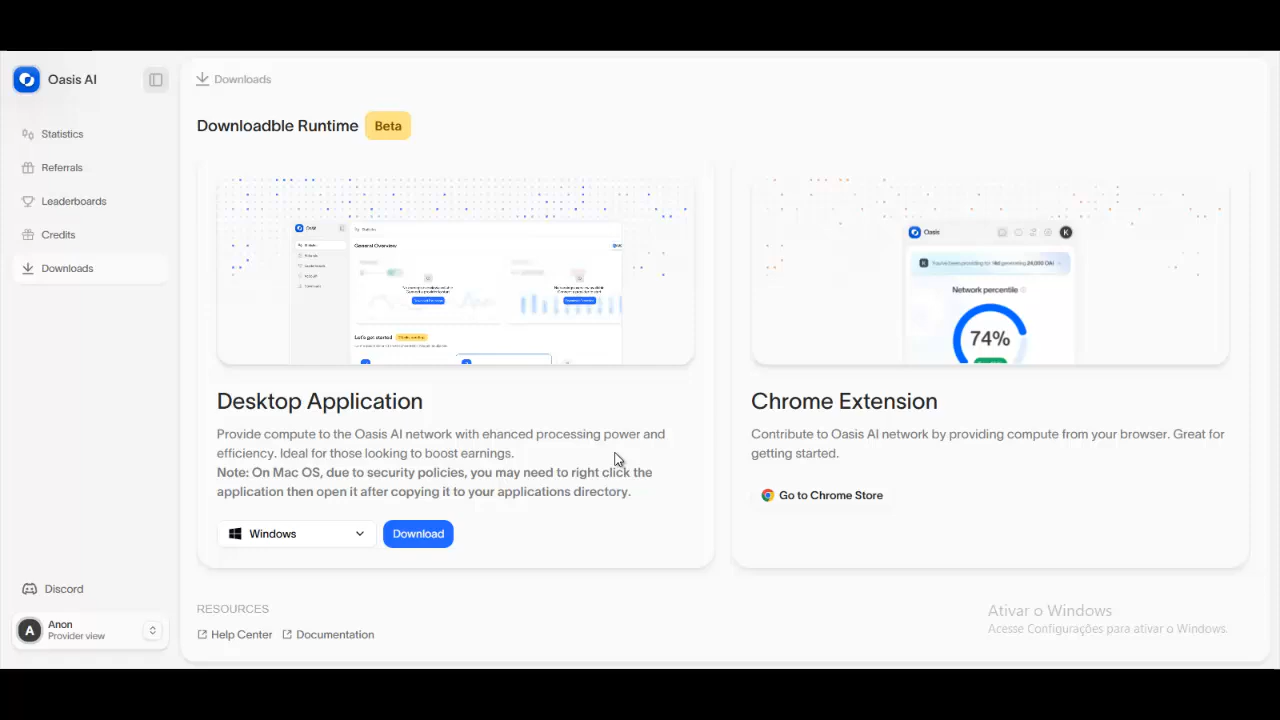 Oasis AI
Statistics
Referrals
Leaderboards
Credits
Downloads
Discord
A
Anon
Provider view
Downloads
Downloadble Runtime
Beta
Oasis
General Overview
Desktop Application
Provide compute to the Oasis AI network with ehanced processing power and
efficiency. Ideal for those looking to boost earnings.
Note: On Mac OS, due to security policies, you may need to right click the
application then open it after copying it to your applications directory.
Windows
Download
Oasis
K
Network percentile
74%
Chrome Extension
Contribute to Oasis AI network by providing compute from your browser. Great for
getting started.
Go to Chrome Store
RESOURCES
Help Center
Documentation
Ativar o Windows
Acesse Configurações para ativar o Windows.